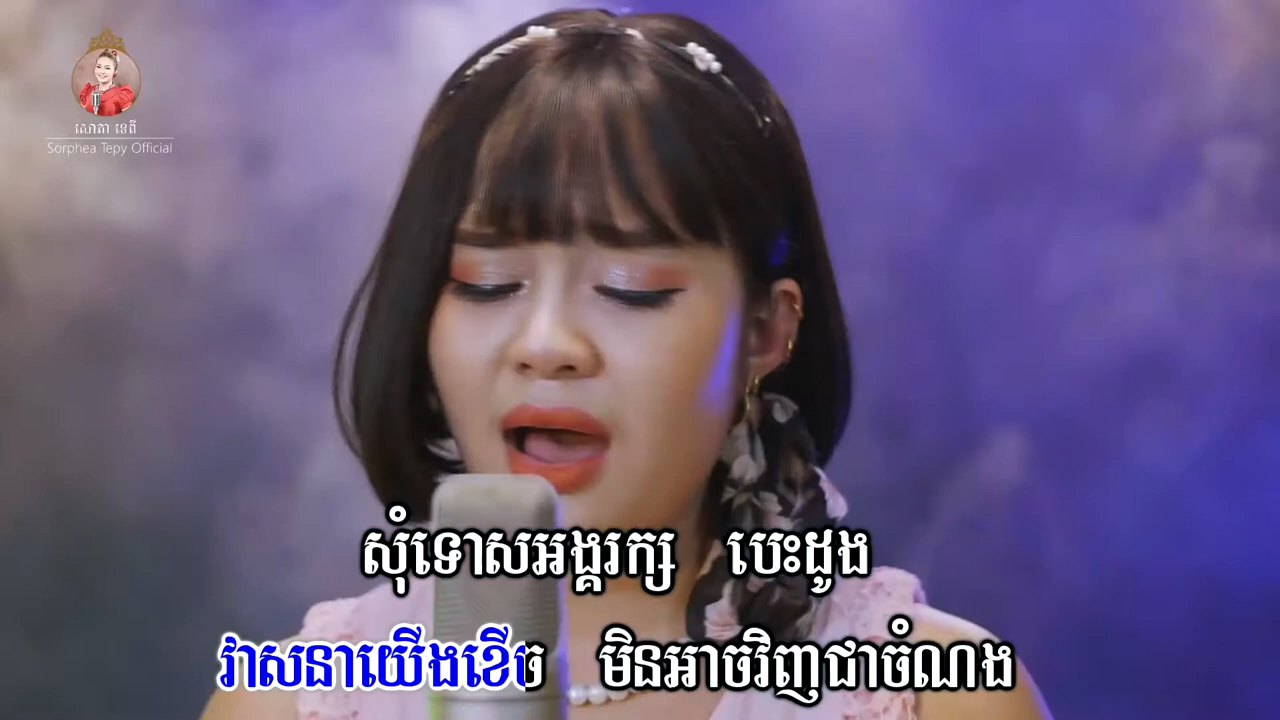 សោភា ទេពី
Sorphea Tepy Official
សុំទោសអង្គរក្ស បេះដូង
វាសនាយើងខើច មិនអាចវិញជាចំណង